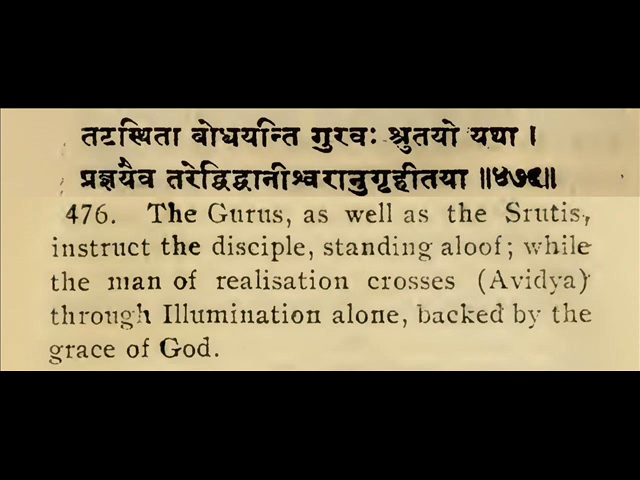 तटस्थिता बोधयन्ति गुरवः श्रुतयो यथा ।
प्रज्ञयैव तरेद्विद्वानीश्वरानुगृहीतया ॥४७६॥
476. The Gurus, as well as the Srutis,
instruct the disciple, standing aloof; while
the man of realisation crosses (Avidya)
through Illumination alone, backed by the
grace of God.